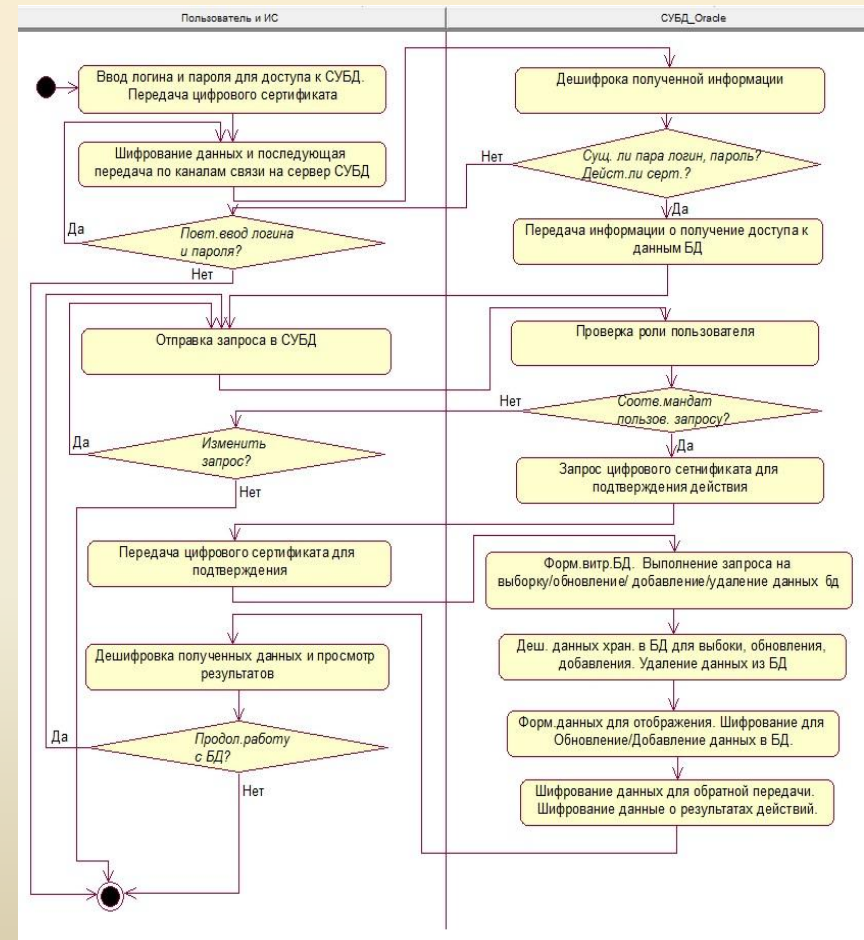 Пользователь и ИС
СУБД_Oracle
Ввод логина и пароля для доступа к СУБД.
Передача цифрового сертификата
Дешифрока полученной информации
Шифрование данных и последующая
передача по каналам связи на сервер СУБД
Нет
Сущ. ли пара логин, пароль?
Дейст.ли серт.?
Да
Да
Повт.ввод логина
и пароля?
Передача информации о получение доступа к
данным БД
Нет
Отправка запроса в СУБД
Проверка роли пользователя
Нет
Соотв.мандат
пользов. запросу?
Да
Изменить
запрос?
Да
Запрос цифрового сетнификата для
подтверждения действия
Нет
Передача цифрового сертификата для
подтверждения
Форм.витр.БД. Выполнение запроса на
выборку/обновление/ добавление/удаление данных бд
Дешифровка полученных данных и просмотр
результатов
Деш. данных хран. в БД для выбоки, обновления,
добавления. Удаление данных из БД
Да
Продол.работу
с БД?
Форм.данных для отображения. Шифрование для
Обновление/Добавление данных в БД.
Нет
Шифрование данных для обратной передачи.
Шифрование данные о результатах действий.